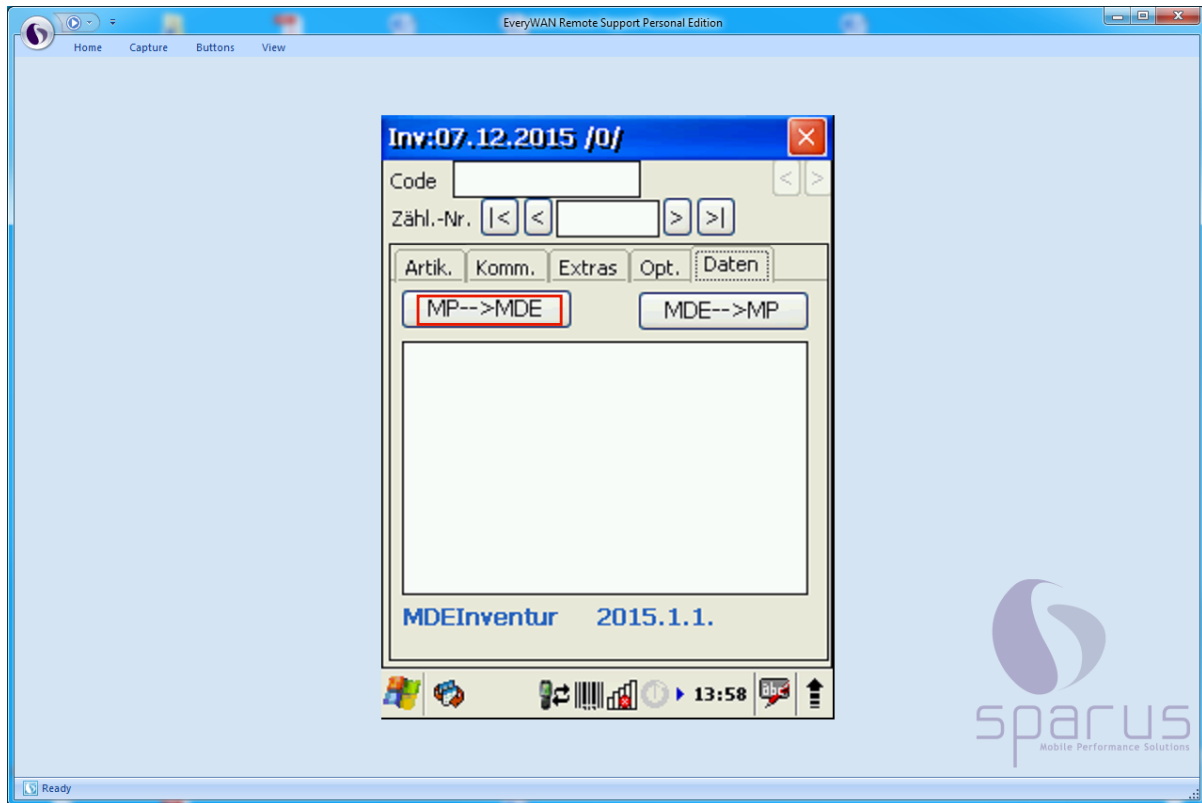 EveryWAN Remote Support Personal Edition
Home Capture Buttons View
Inv:07.12.2015 /0/
Code < >
Zähl.-Nr. |< < > >|
Artik. Komm. Extras Opt. Daten
MP-->MDE MDE-->MP
MDEInventur 2015.1.1.
13:58 abc
sparus
Mobile Performance Solutions
Ready